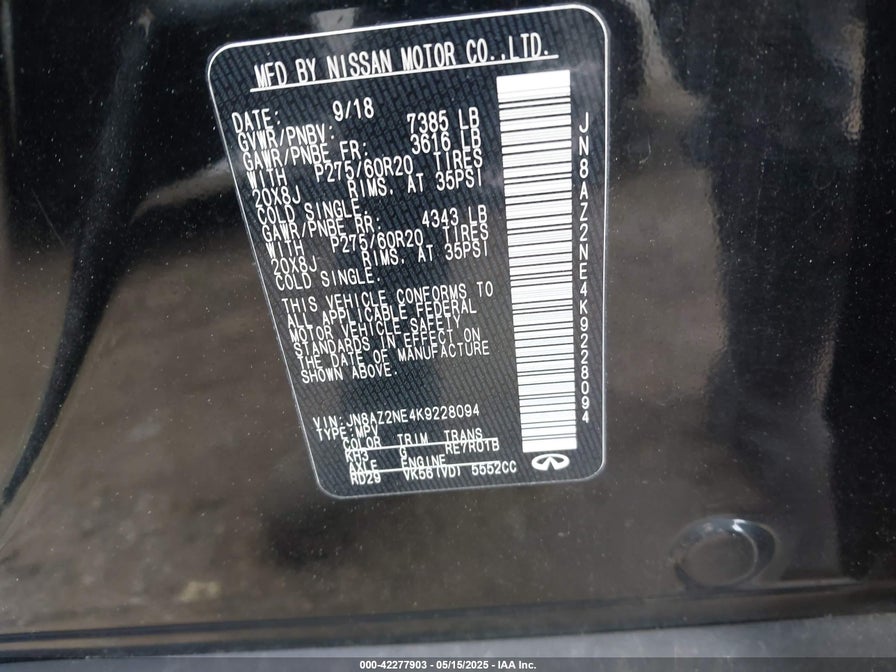 MFD BY NISSAN MOTOR CO.,LTD.
DATE: 9/18
GVWR/PNBV: 7385 LB
GAWR/PNBE FR: 3616 LB
WITH P275/60R20 TIRES
20X8J RIMS. AT 35PSI
COLD SINGLE.
GAWR/PNBE RR: 4343 LB
WITH P275/60R20 TIRES
20X8J RIMS. AT 35PSI
COLD SINGLE.
THIS VEHICLE CONFORMS TO
ALL APPLICABLE FEDERAL
MOTOR VEHICLE SAFETY
STANDARDS IN EFFECT ON
THE DATE OF MANUFACTURE
SHOWN ABOVE.
VIN:JN8AZ2NE4K9228094
TYPE:MPV
COLOR TRIM TRANS
KH3 G RE7R01B
AXLE ENGINE
RD29 VK56(VD) 5552CC
JN8AZ2NE4K9228094
000-42277903 — 05/15/2025 — IAA Inc.